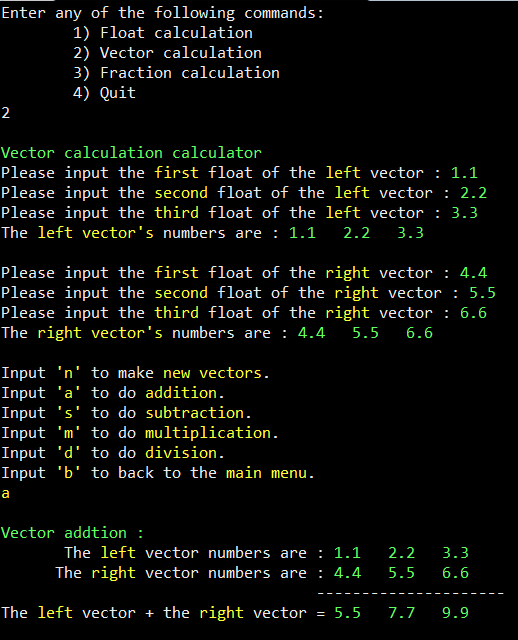 Enter any of the following commands:
1) Float calculation
2) Vector calculation
3) Fraction calculation
4) Quit
2
Vector calculation calculator
Please input the first float of the left vector : 1.1
Please input the second float of the left vector : 2.2
Please input the third float of the left vector : 3.3
The left vector's numbers are : 1.1   2.2   3.3
Please input the first float of the right vector : 4.4
Please input the second float of the right vector : 5.5
Please input the third float of the right vector : 6.6
The right vector's numbers are : 4.4   5.5   6.6
Input 'n' to make new vectors.
Input 'a' to do addition.
Input 's' to do subtraction.
Input 'm' to do multiplication.
Input 'd' to do division.
Input 'b' to back to the main menu.
a
Vector addtion :
The left vector numbers are : 1.1   2.2   3.3
The right vector numbers are : 4.4   5.5   6.6
---------------------
The left vector + the right vector = 5.5   7.7   9.9